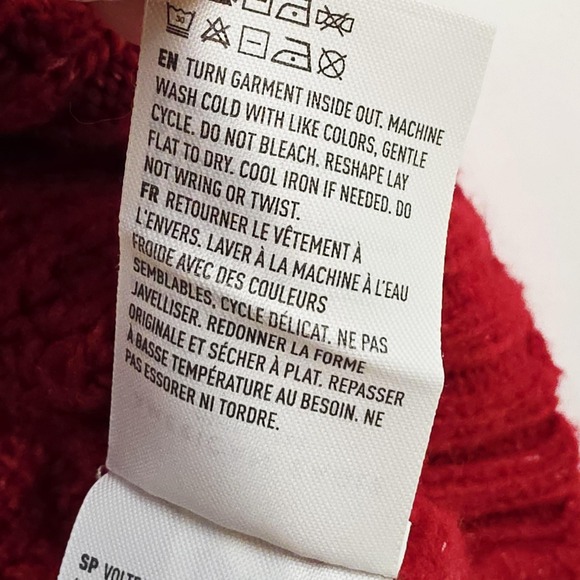 30
EN TURN GARMENT INSIDE OUT. MACHINE
WASH COLD WITH LIKE COLORS, GENTLE
CYCLE. DO NOT BLEACH. RESHAPE LAY
FLAT TO DRY. COOL IRON IF NEEDED. DO
NOT WRING OR TWIST.
FR RETOURNER LE VÊTEMENT À
L'ENVERS. LAVER À LA MACHINE À L'EAU
FROIDE AVEC DES COULEURS
SEMBLABLES, CYCLE DÉLICAT. NE PAS
JAVELLISER. REDONNER LA FORME
ORIGINALE ET SÉCHER À PLAT. REPASSER
À BASSE TEMPÉRATURE AU BESOIN. NE
PAS ESSORER NI TORDRE.
SP